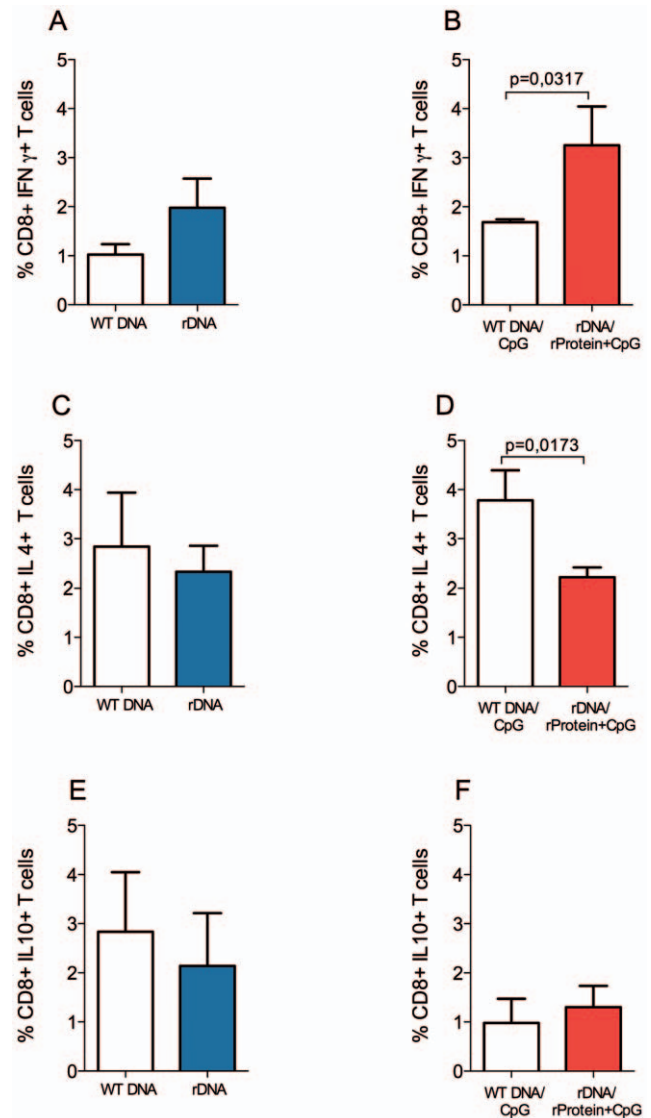 A
% CD8+ IFN γ+ T cells
5
4
3
2
1
0
WT DNA
rDNA
B
% CD8+ IFN γ+ T cells
5
4
3
2
1
0
p=0,0317
WT DNA/
CpG
rDNA/
rProtein+CpG
C
% CD8+ IL 4+ T cells
5
4
3
2
1
0
WT DNA
rDNA
D
% CD8+ IL 4+ T cells
5
4
3
2
1
0
p=0,0173
WT DNA/
CpG
rDNA/
rProtein+CpG
E
% CD8+ IL10+ T cells
5
4
3
2
1
0
WT DNA
rDNA
F
% CD8+ IL10+ T cells
5
4
3
2
1
0
WT DNA/
CpG
rDNA/
rProtein+CpG